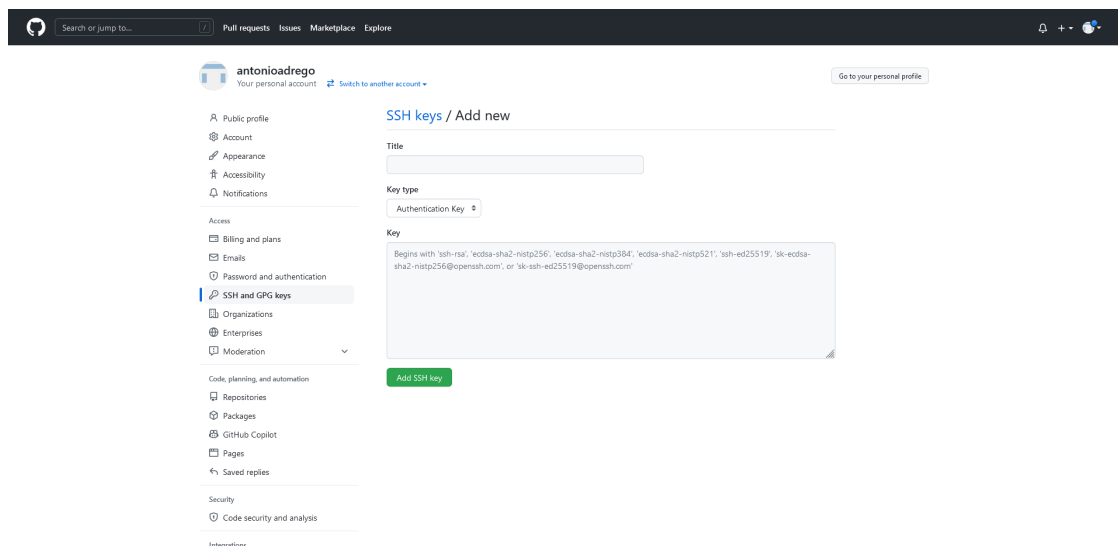 Search or jump to... /
Pull requests Issues Marketplace Explore
antonioadrego
Your personal account Switch to another account
Go to your personal profile
Public profile
Account
Appearance
Accessibility
Notifications
Access
Billing and plans
Emails
Password and authentication
SSH and GPG keys
Organizations
Enterprises
Moderation
Code, planning, and automation
Repositories
Packages
GitHub Copilot
Pages
Saved replies
Security
Code security and analysis
Integrations
SSH keys / Add new
Title
Key type
Authentication Key
Key
Begins with 'ssh-rsa', 'ecdsa-sha2-nistp256', 'ecdsa-sha2-nistp384', 'ecdsa-sha2-nistp521', 'ssh-ed25519', 'sk-ecdsa-
sha2-nistp256@openssh.com', or 'sk-ssh-ed25519@openssh.com'
Add SSH key